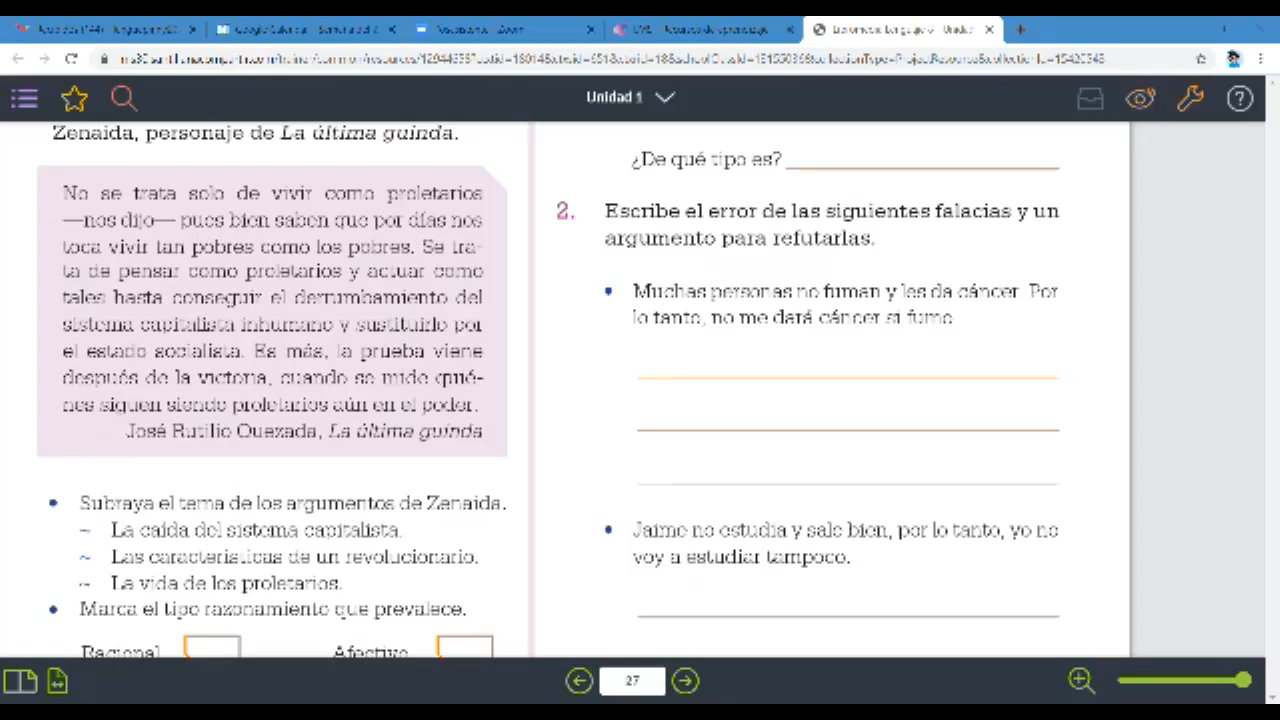 Unidad 1
Zenaida, personaje de La última guinda.
No se trata solo de vivir como proletarios
—nos dijo— pues bien saben que por días nos
toca vivir tan pobres como los pobres. Se tra-
ta de pensar como proletarios y actuar como
tales hasta conseguir el derrumbamiento del
sistema capitalista inhumano y sustituirlo por
el estado socialista. Es más, la prueba viene
después de la victoria, cuando se mide quié-
nes siguen siendo proletarios aún en el poder.
José Rutilio Quezada, La última guinda
• Subraya el tema de los argumentos de Zenaida.
~ La caída del sistema capitalista.
~ Las características de un revolucionario.
~ La vida de los proletarios.
• Marca el tipo razonamiento que prevalece.
Racional Afectivo
¿De qué tipo es?
2. Escribe el error de las siguientes falacias y un
argumento para refutarlas.
• Muchas personas no fuman y les da cáncer. Por
lo tanto, no me dará cáncer si fumo
• Jaime no estudia y sale bien, por lo tanto, yo no
voy a estudiar tampoco.
27